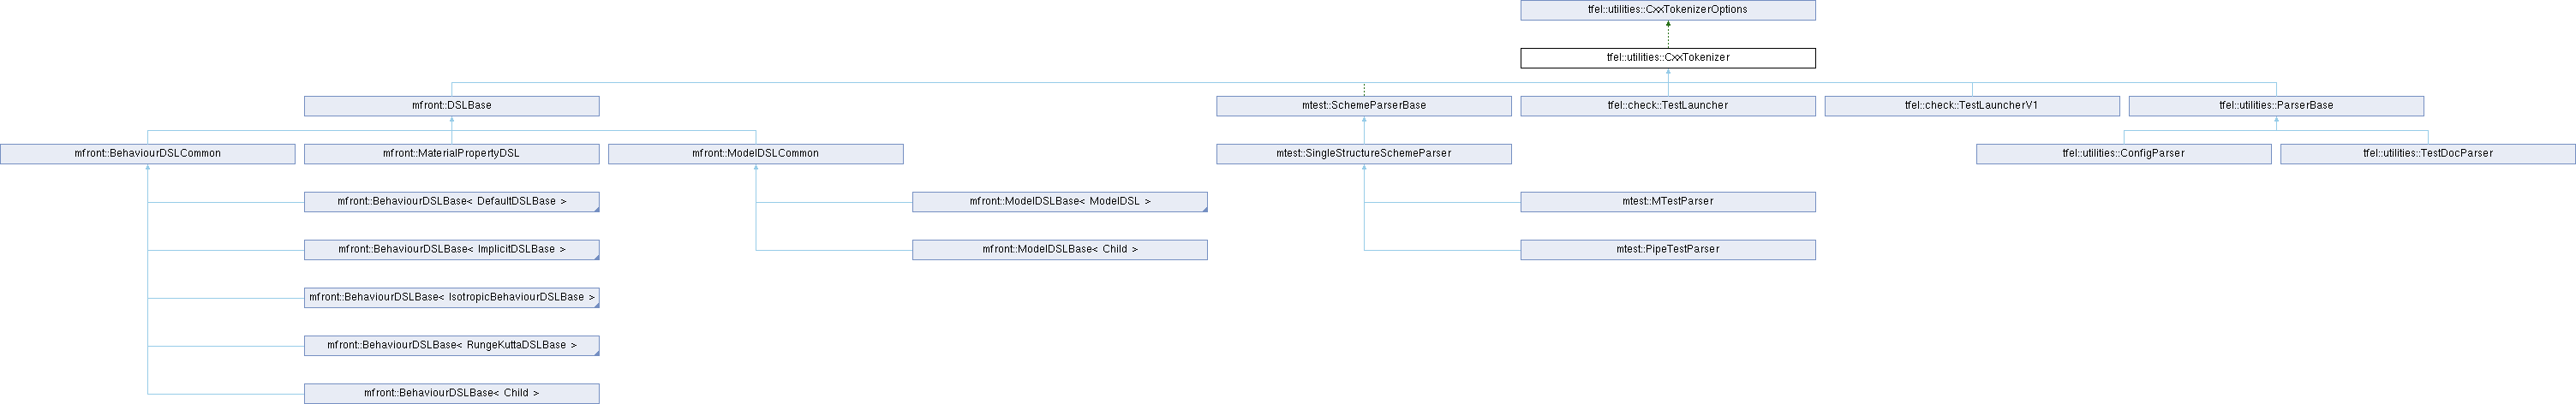 tfel::utilities::CxxTokenizerOptions
tfel::utilities::CxxTokenizer
mfront::DSLBase
mtest::SchemeParserBase
tfel::check::TestLauncher
tfel::check::TestLauncherV1
tfel::utilities::ParserBase
mfront::BehaviourDSLCommon
mfront::MaterialPropertyDSL
mfront::ModelDSLCommon
mtest::SingleStructureSchemeParser
tfel::utilities::ConfigParser
tfel::utilities::TestDocParser
mfront::BehaviourDSLBase< DefaultDSLBase >
mfront::ModelDSLBase< ModelDSL >
mtest::MTestParser
mfront::BehaviourDSLBase< ImplicitDSLBase >
mfront::ModelDSLBase< Child >
mtest::PipeTestParser
mfront::BehaviourDSLBase< IsotropicBehaviourDSLBase >
mfront::BehaviourDSLBase< RungeKuttaDSLBase >
mfront::BehaviourDSLBase< Child >